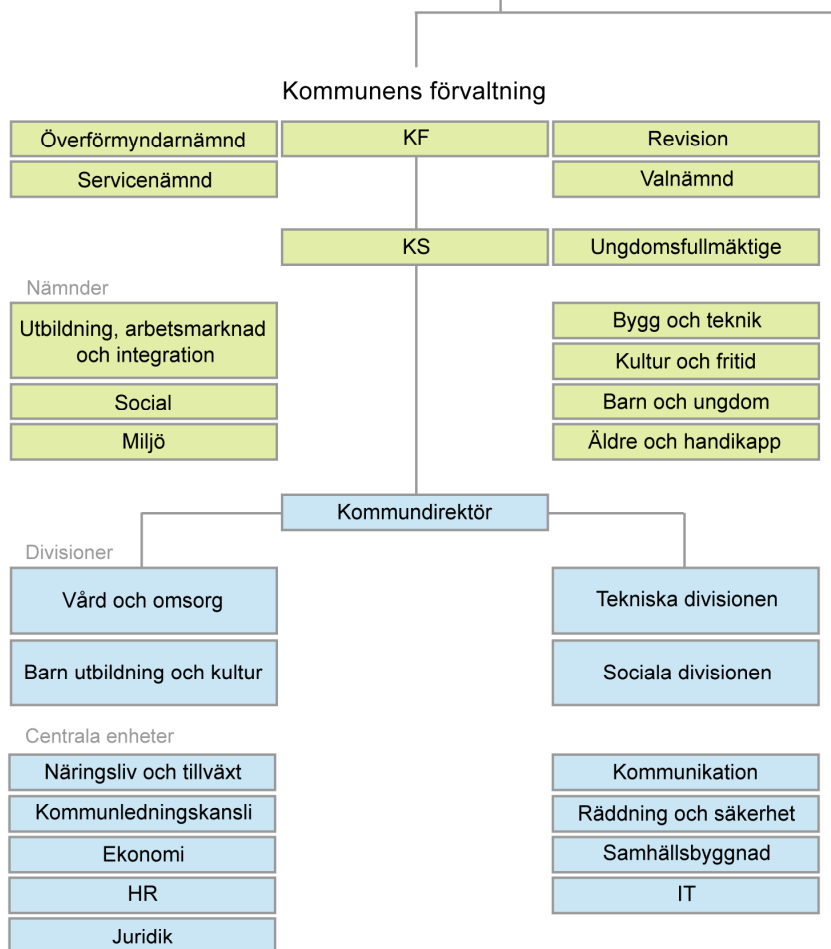 Kommunens förvaltning
Överförmyndarnämnd
KF
Revision
Servicenämnd
Valnämnd
KS
Ungdomsfullmäktige
Nämnder
Utbildning, arbetsmarknad
och integration
Social
Miljö
Bygg och teknik
Kultur och fritid
Barn och ungdom
Äldre och handikapp
Kommundirektör
Divisioner
Vård och omsorg
Tekniska divisionen
Barn utbildning och kultur
Sociala divisionen
Centrala enheter
Näringsliv och tillväxt
Kommunledningskansli
Ekonomi
HR
Juridik
Kommunikation
Räddning och säkerhet
Samhällsbyggnad
IT